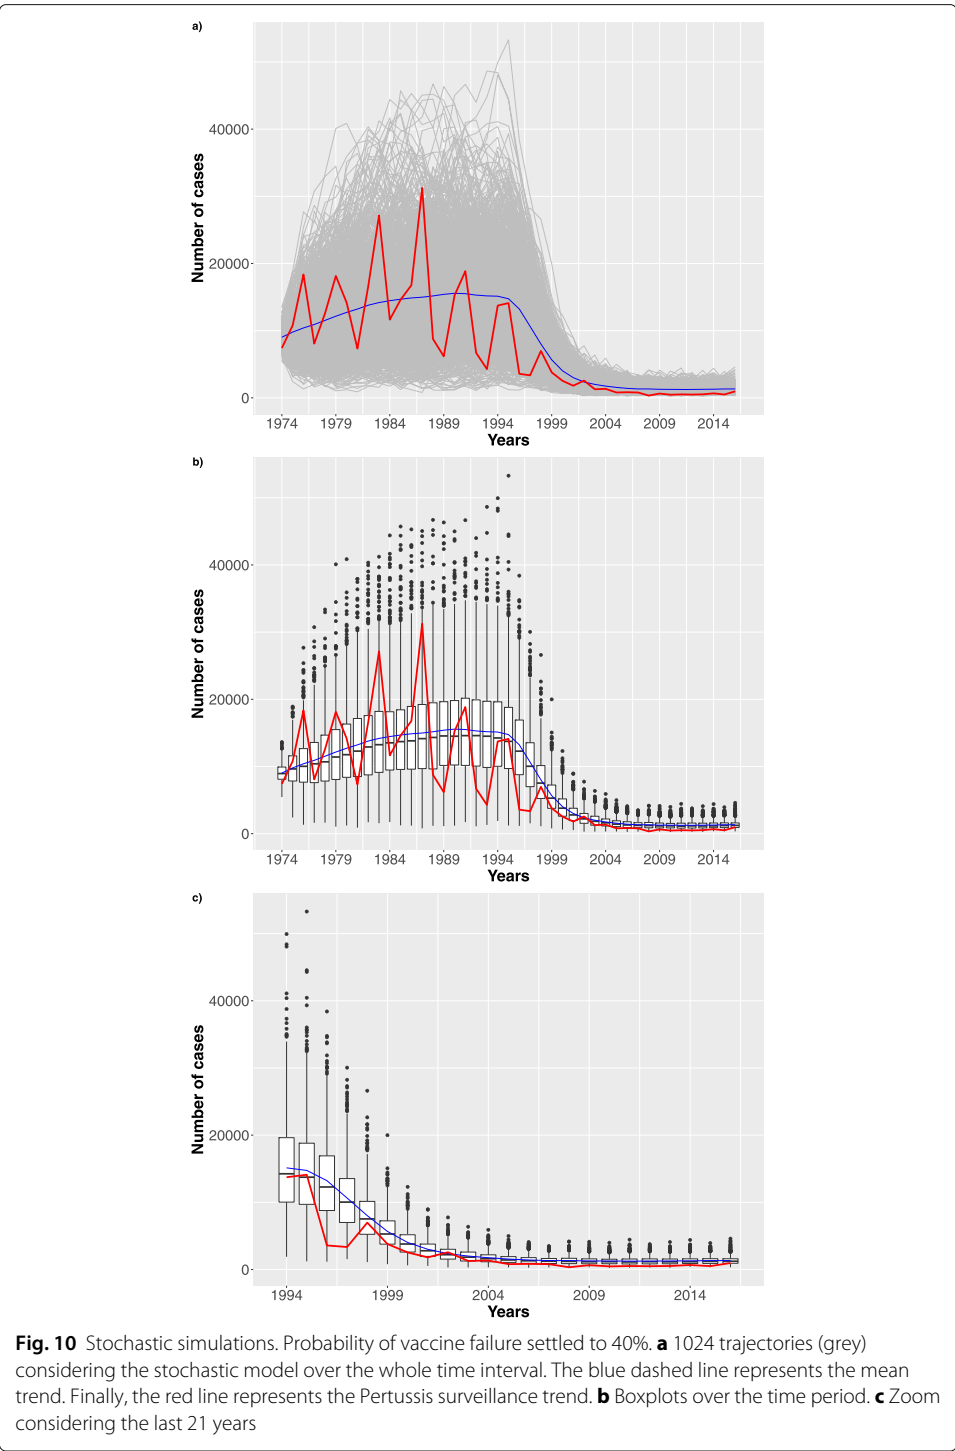 a)
Number of cases
40000
20000
0
1974 1979 1984 1989 1994 1999 2004 2009 2014
Years
b)
Number of cases
40000
20000
0
1974 1979 1984 1989 1994 1999 2004 2009 2014
Years
c)
Number of cases
40000
20000
0
1994 1999 2004 2009 2014
Years
Fig. 10 Stochastic simulations. Probability of vaccine failure settled to 40%. a 1024 trajectories (grey)
considering the stochastic model over the whole time interval. The blue dashed line represents the mean
trend. Finally, the red line represents the Pertussis surveillance trend. b Boxplots over the time period. c Zoom
considering the last 21 years